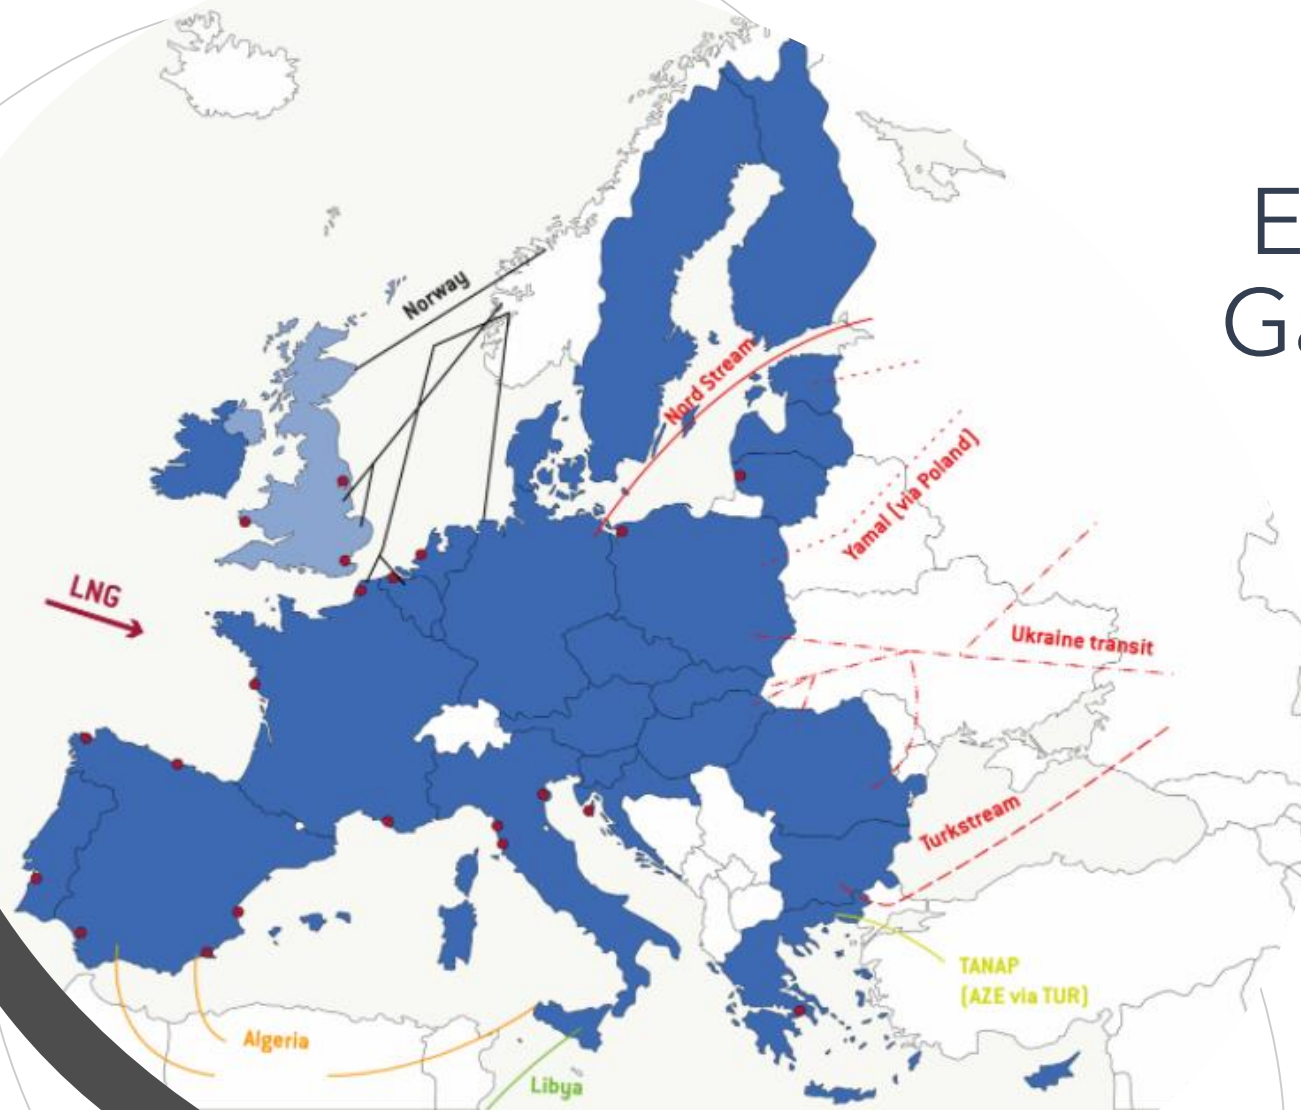 E
G
Norway
Nord Stream
Yamal (via Poland)
LNG
Ukraine transit
Turkstream
TANAP
(AZE via TUR)
Algeria
Libya